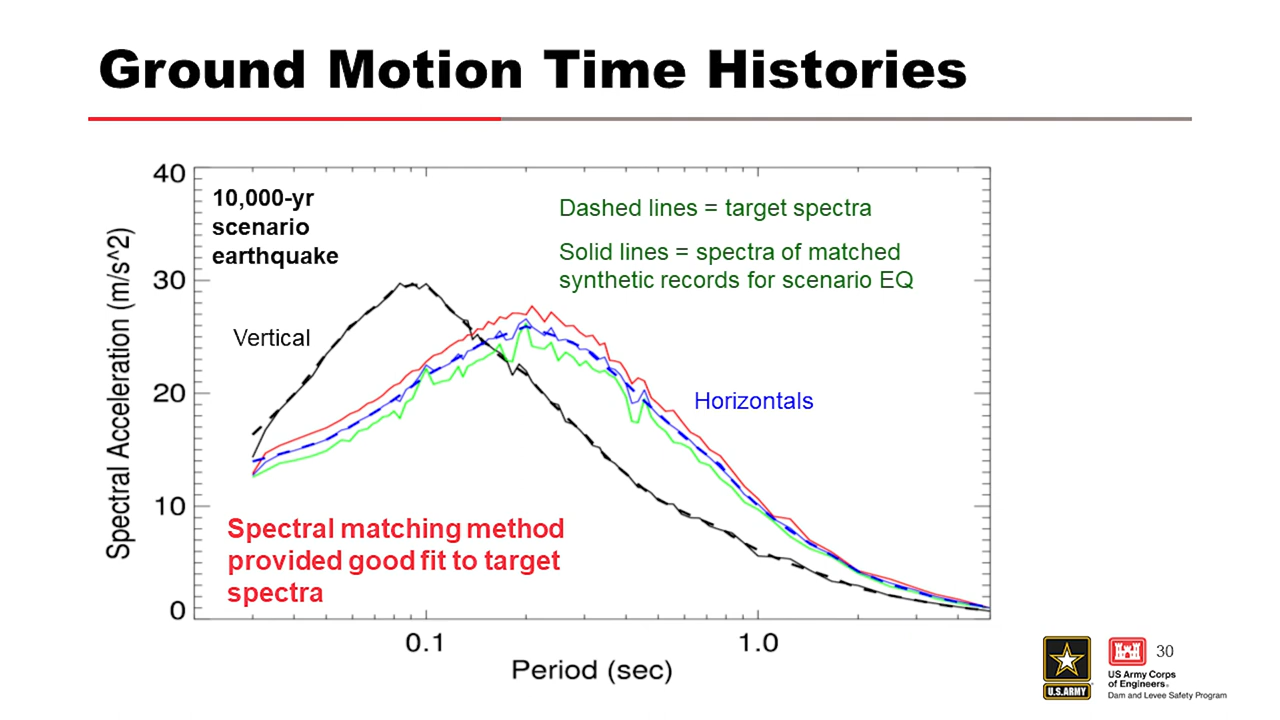 Ground Motion Time Histories
40
30
20
10
0
Spectral Acceleration (m/s^2)
10,000-yr
scenario
earthquake
Vertical
Dashed lines = target spectra
Solid lines = spectra of matched
synthetic records for scenario EQ
Horizontals
Spectral matching method
provided good fit to target
spectra
0.1
1.0
Period (sec)
U.S.ARMY
US Army Corps
of Engineers®
Dam and Levee Safety Program
30